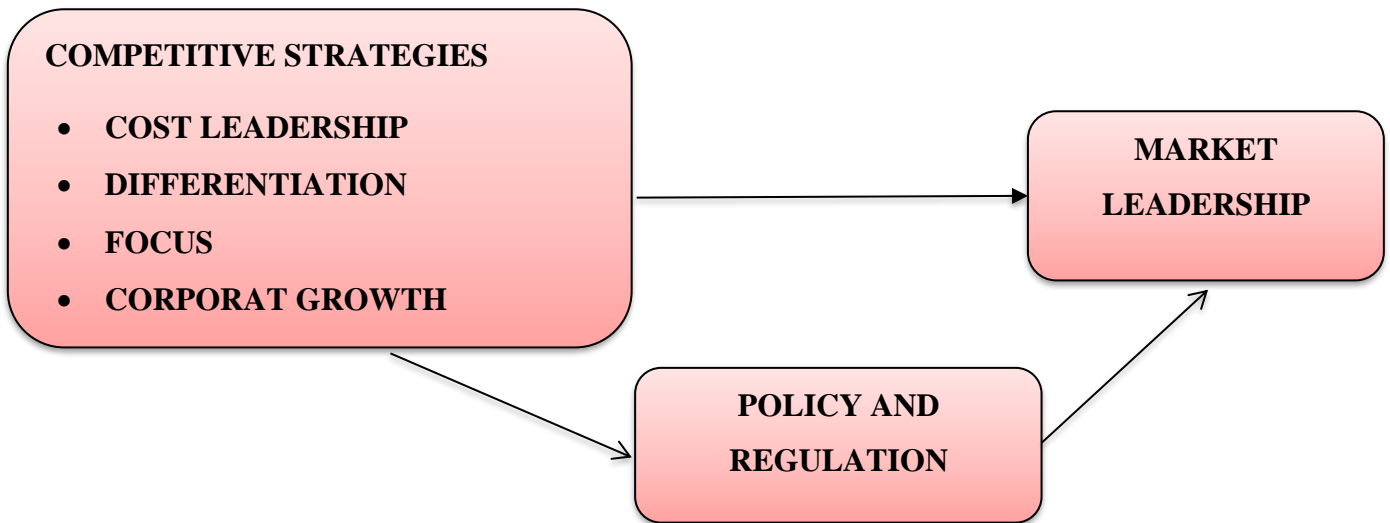 COMPETITIVE STRATEGIES
• COST LEADERSHIP
• DIFFERENTIATION
• FOCUS
• CORPORAT GROWTH
MARKET
LEADERSHIP
POLICY AND
REGULATION